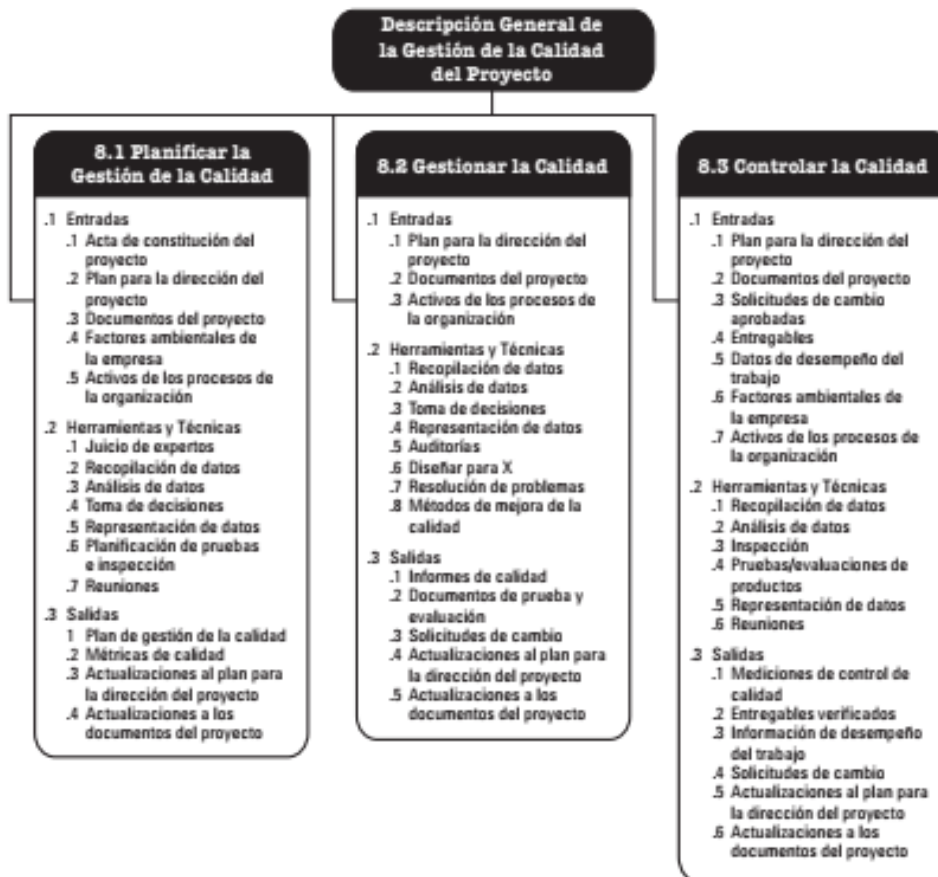 Descripción General de
la Gestión de la Calidad
del Proyecto
8.1 Planificar la
Gestión de la Calidad
.1 Entradas
.1 Acta de constitución del
proyecto
.2 Plan para la dirección del
proyecto
.3 Documentos del proyecto
.4 Factores ambientales de
la empresa
.5 Activos de los procesos de
la organización
.2 Herramientas y Técnicas
.1 Juicio de expertos
.2 Recopilación de datos
.3 Análisis de datos
.4 Toma de decisiones
.5 Representación de datos
.6 Planificación de pruebas
e inspección
.7 Reuniones
.3 Salidas
1 Plan de gestión de la calidad
.2 Métricas de calidad
.3 Actualizaciones al plan para
la dirección del proyecto
.4 Actualizaciones a los
documentos del proyecto
8.2 Gestionar la Calidad
.1 Entradas
.1 Plan para la dirección del
proyecto
.2 Documentos del proyecto
.3 Activos de los procesos de
la organización
.2 Herramientas y Técnicas
.1 Recopilación de datos
.2 Análisis de datos
.3 Toma de decisiones
.4 Representación de datos
.5 Auditorías
.6 Diseñar para X
.7 Resolución de problemas
.8 Métodos de mejora de la
calidad
.3 Salidas
.1 Informes de calidad
.2 Documentos de prueba y
evaluación
.3 Solicitudes de cambio
.4 Actualizaciones al plan para
la dirección del proyecto
.5 Actualizaciones a los
documentos del proyecto
8.3 Controlar la Calidad
.1 Entradas
.1 Plan para la dirección del
proyecto
.2 Documentos del proyecto
.3 Solicitudes de cambio
aprobadas
.4 Entregables
.5 Datos de desempeño del
trabajo
.6 Factores ambientales de
la empresa
.7 Activos de los procesos de
la organización
.2 Herramientas y Técnicas
.1 Recopilación de datos
.2 Análisis de datos
.3 Inspección
.4 Pruebas/evaluaciones de
productos
.5 Representación de datos
.6 Reuniones
.3 Salidas
.1 Mediciones de control de
calidad
.2 Entregables verificados
.3 Información de desempeño
del trabajo
.4 Solicitudes de cambio
.5 Actualizaciones al plan para
la dirección del proyecto
.6 Actualizaciones a los
documentos del proyecto